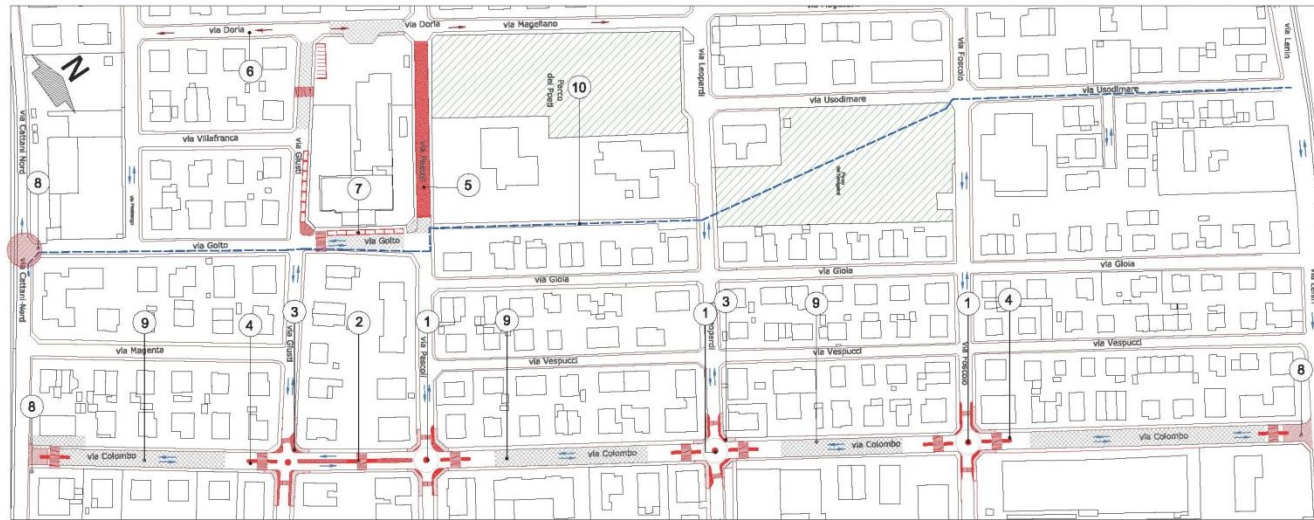 via Doria
via Magellano
via Doria
6
N
via Cattani Nord
via Leopardi
via Foscolo
via Lenin
Parco
dei Poeti
10
via Usodimare
via Usodimare
via Villafranca
via Giusti
via Pascoli
8
7
5
via Goito
via Goito
via Cattani Nord
via Gioia
via Gioia
via Gioia
9
3
4
2
1
9
1
3
9
1
4
via Giusti
via Pascoli
via Foscolo
via Magenta
via Vespucci
via Vespucci
via Vespucci
8
8
via Colombo
via Colombo
via Colombo
via Colombo